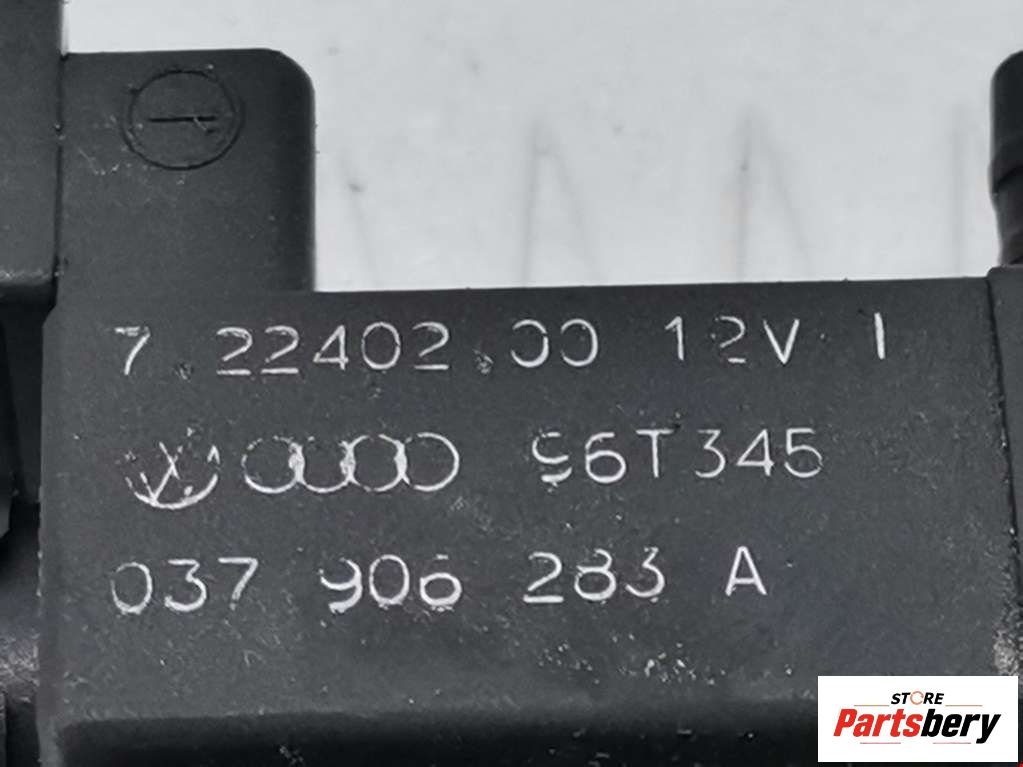 7.22402.00 12V I
96T345
037 906 283 A
STORE
Partsbery